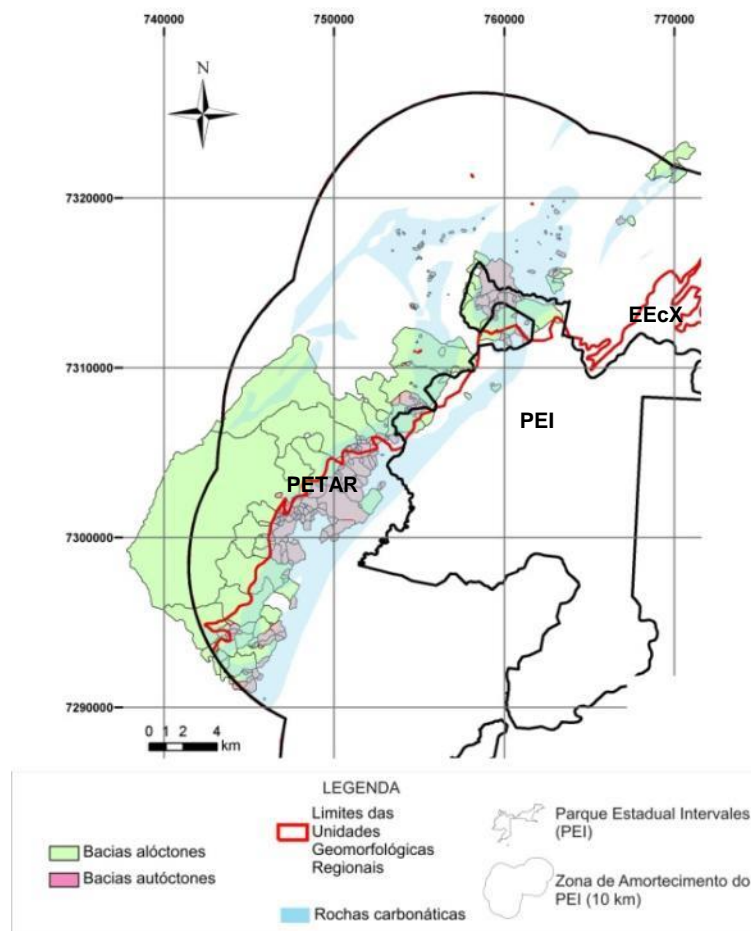 740000 750000 760000 770000
N
7320000
EEcX
7310000
PEI
PETAR
7300000
7290000
0 1 2 4
km
LEGENDA
Bacias alóctones
Bacias autóctones
Limites das
Unidades
Geomorfológicas
Regionais
Rochas carbonáticas
Parque Estadual Intervales
(PEI)
Zona de Amortecimento do
PEI (10 km)